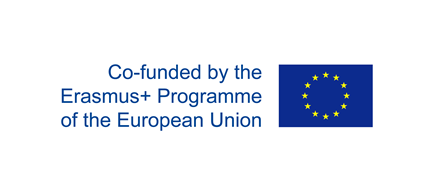 Co-funded by the
Erasmus+ Programme
of the European Union